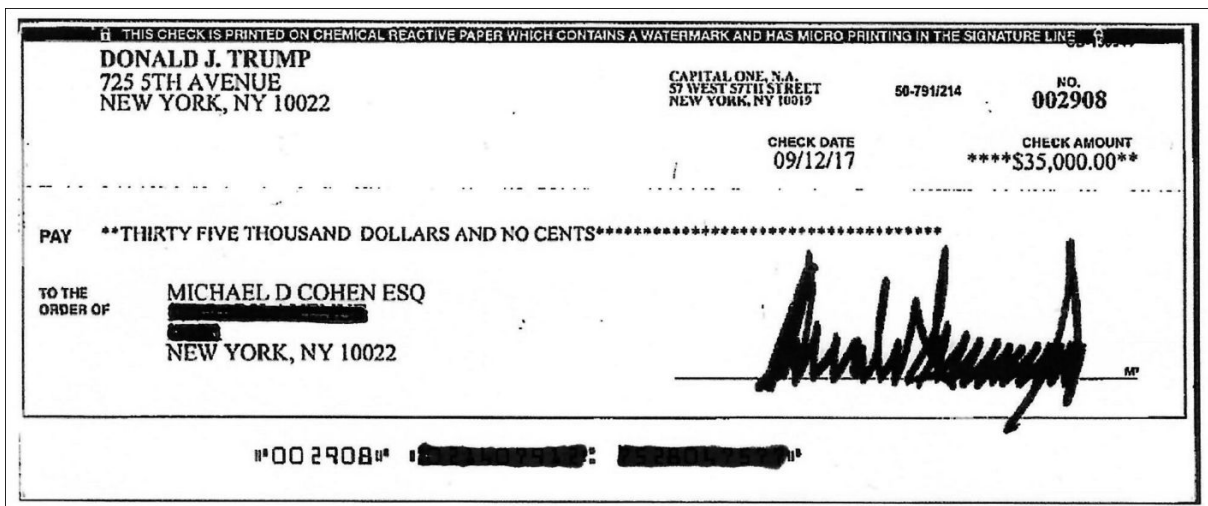 THIS CHECK IS PRINTED ON CHEMICAL REACTIVE PAPER WHICH CONTAINS A WATERMARK AND HAS MICRO PRINTING IN THE SIGNATURE LINE
DONALD J. TRUMP
725 5TH AVENUE
NEW YORK, NY 10022
CAPITAL ONE, N.A.
57 WEST 57TH STREET
NEW YORK, NY 10019
50-791/214
NO.
002908
CHECK DATE
09/12/17
CHECK AMOUNT
****$35,000.00**
PAY **THIRTY FIVE THOUSAND DOLLARS AND NO CENTS************************************
TO THE
ORDER OF
MICHAEL D COHEN ESQ
NEW YORK, NY 10022
MP
⑈002908⑈